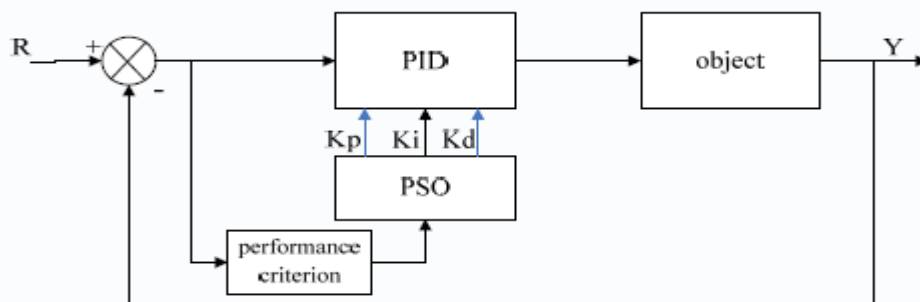 R
+
-
PID
object
Y
Kp
Ki
Kd
PSO
performance
criterion